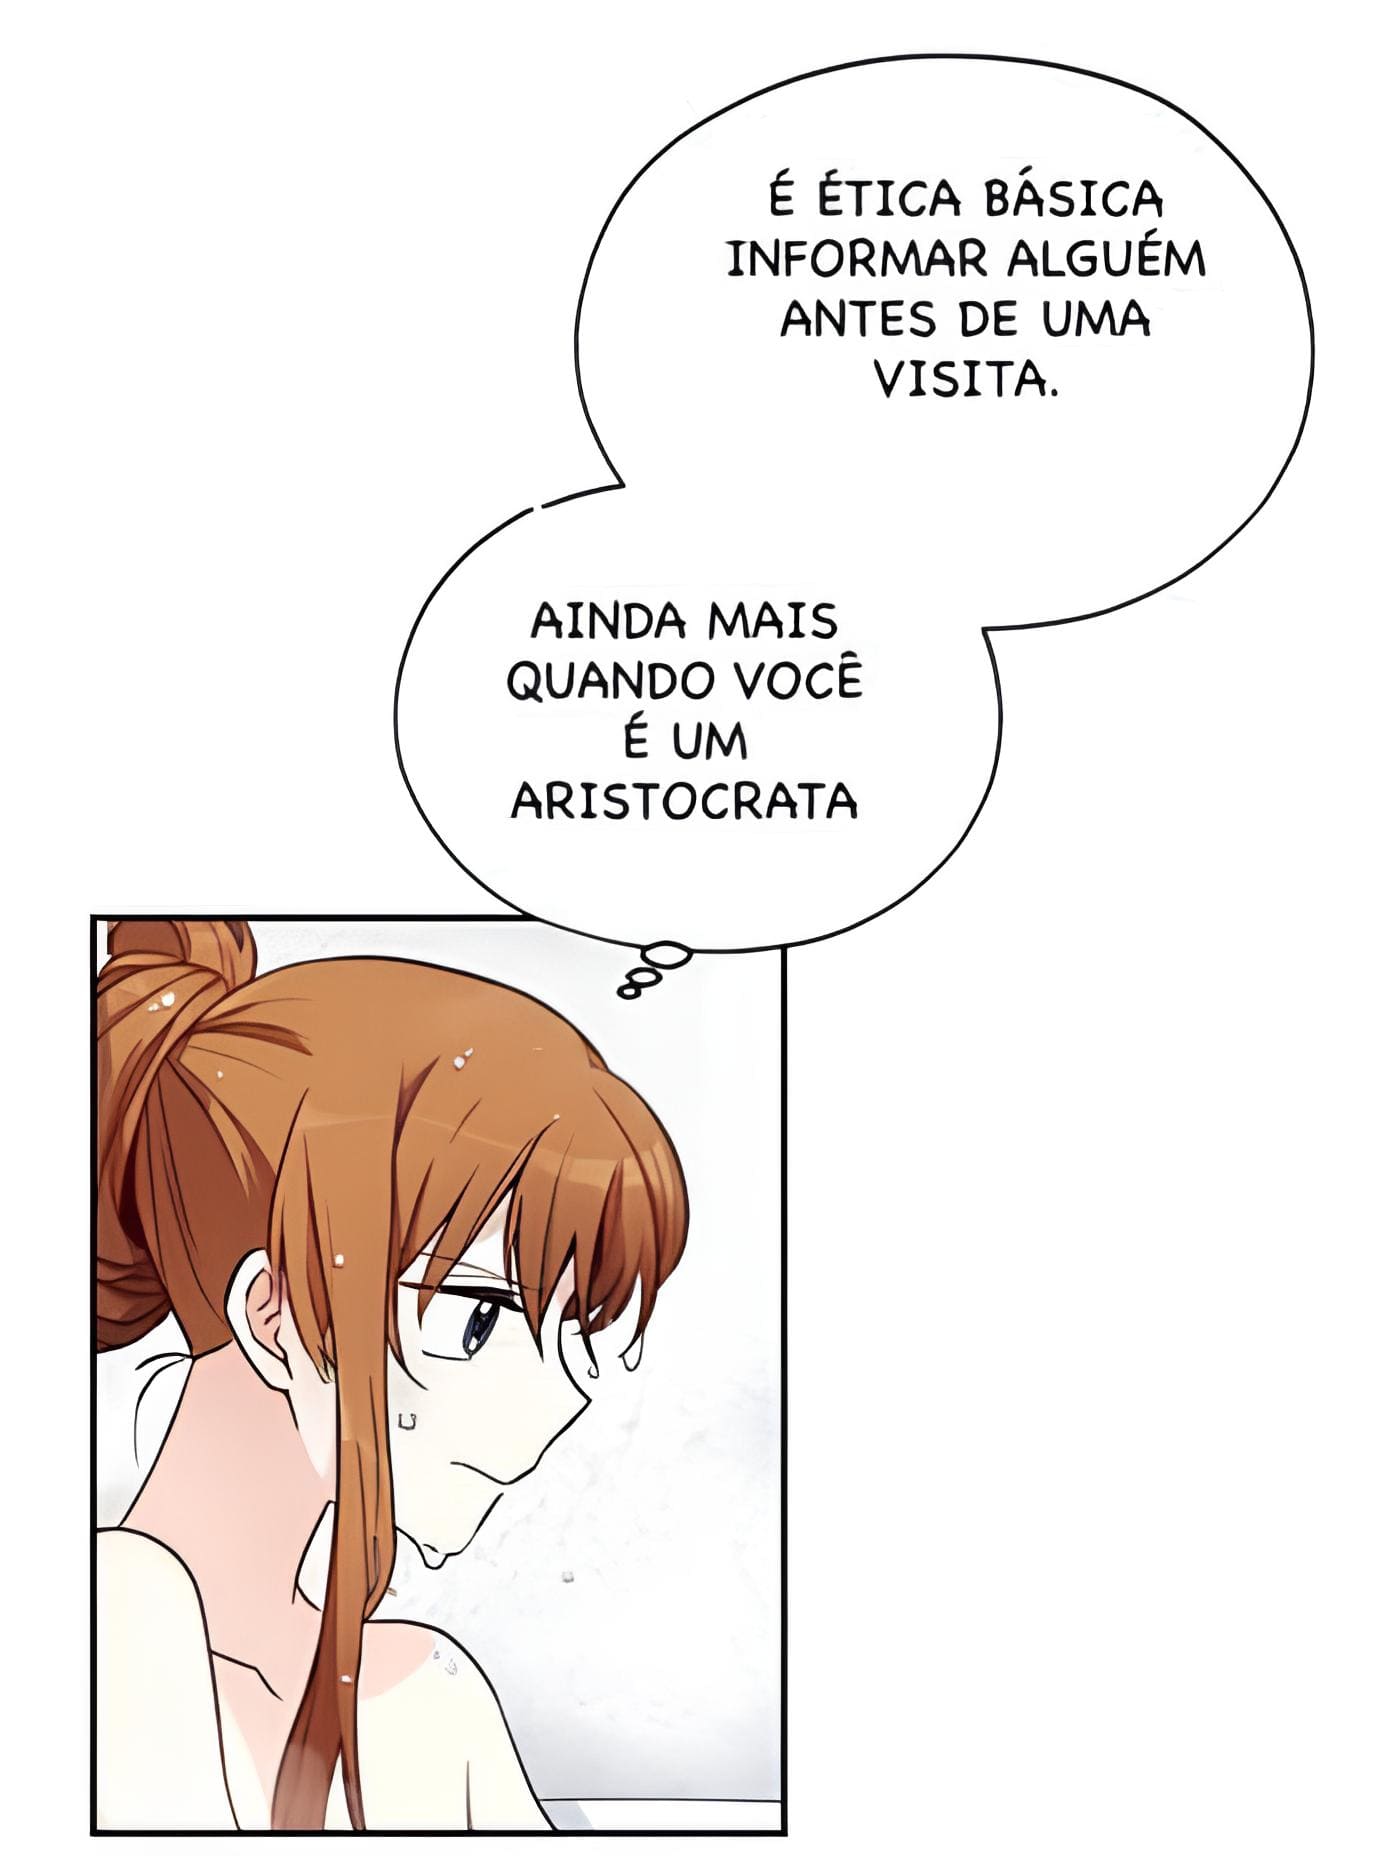 É ÉTICA BÁSICA
INFORMAR ALGUÉM
ANTES DE UMA
VISITA.
AINDA MAIS
QUANDO VOCÊ
É UM
ARISTOCRATA